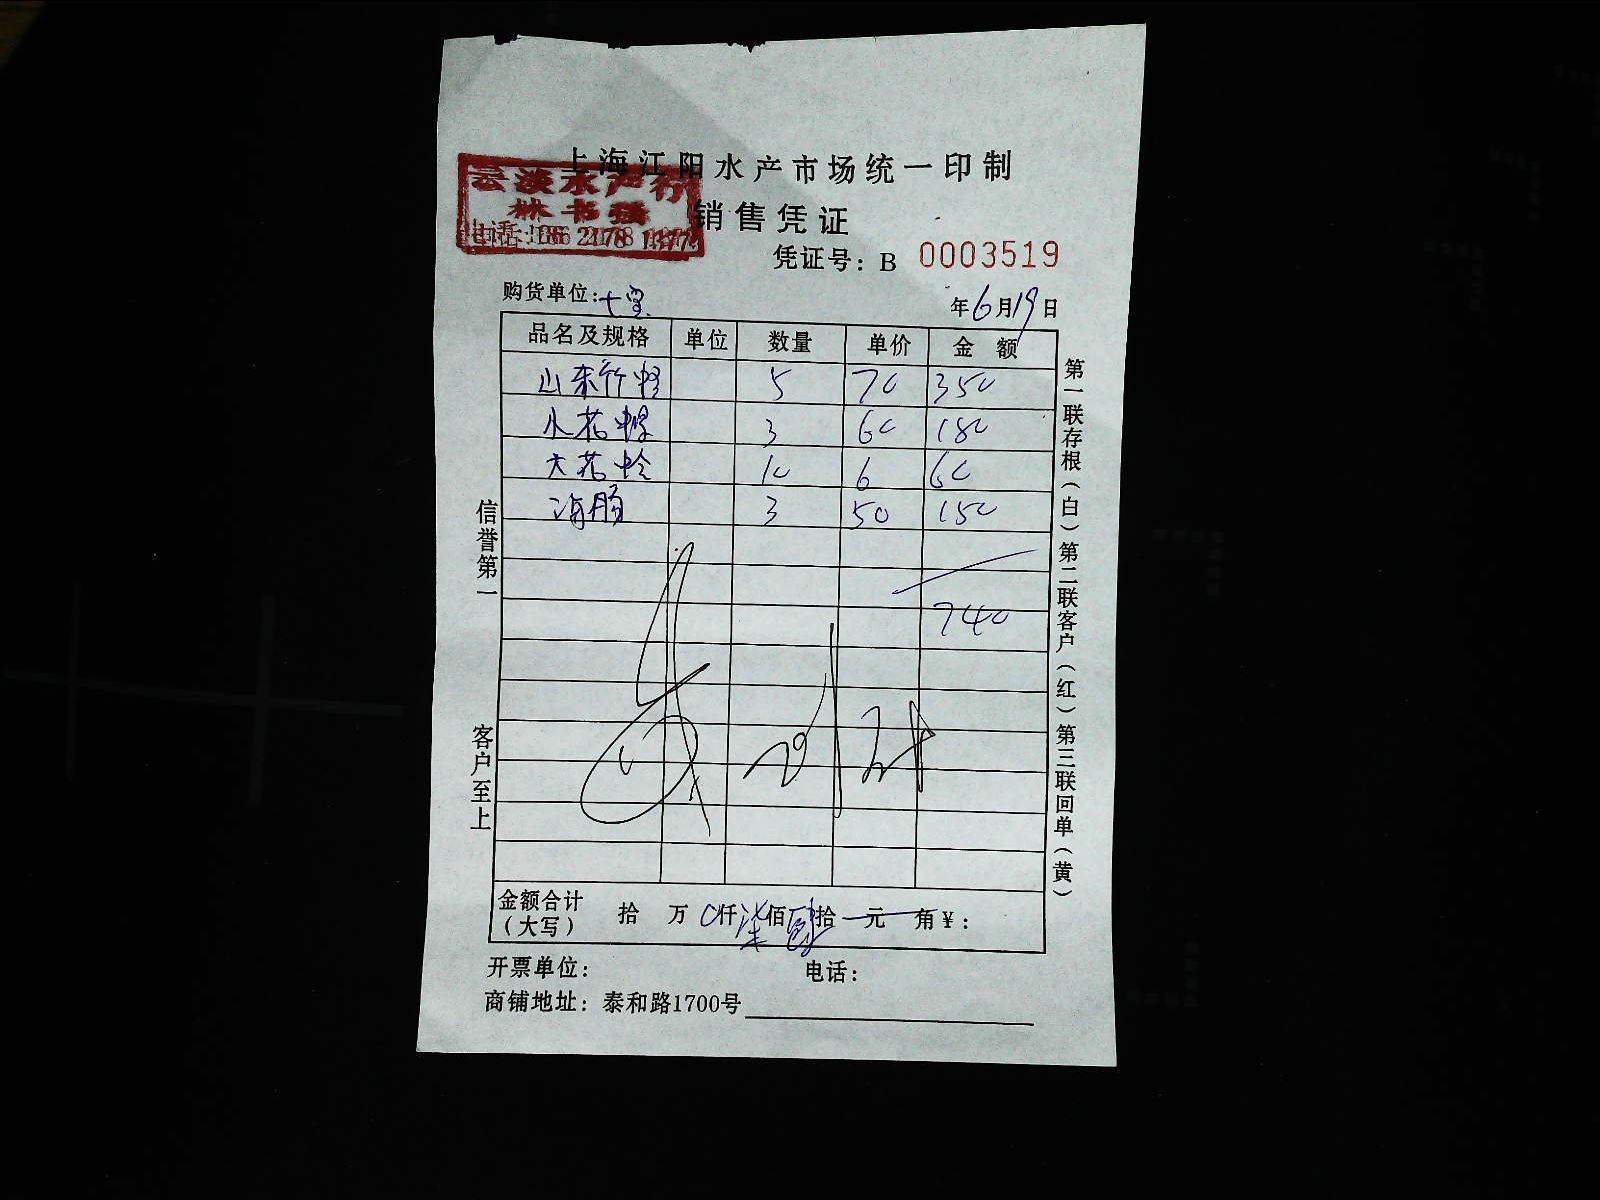 上海江阳水产市场统一印制
云淡水产行
林书强
销售凭证
凭证号：B 0003519
购货单位：七宝
年6月19日
品名及规格 单位 数量 单价 金额
山东竹蛏 5 70 350
小花螺 3 60 180
大花蛤 10 6 60
海肠 3 50 150
740
信誉第一
客户至上
第一联存根（白）第二联客户（红）第三联回单（黄）
金额合计（大写） 拾 万 0仟柒佰肆拾 元 角￥：
开票单位： 电话：
商铺地址：泰和路1700号